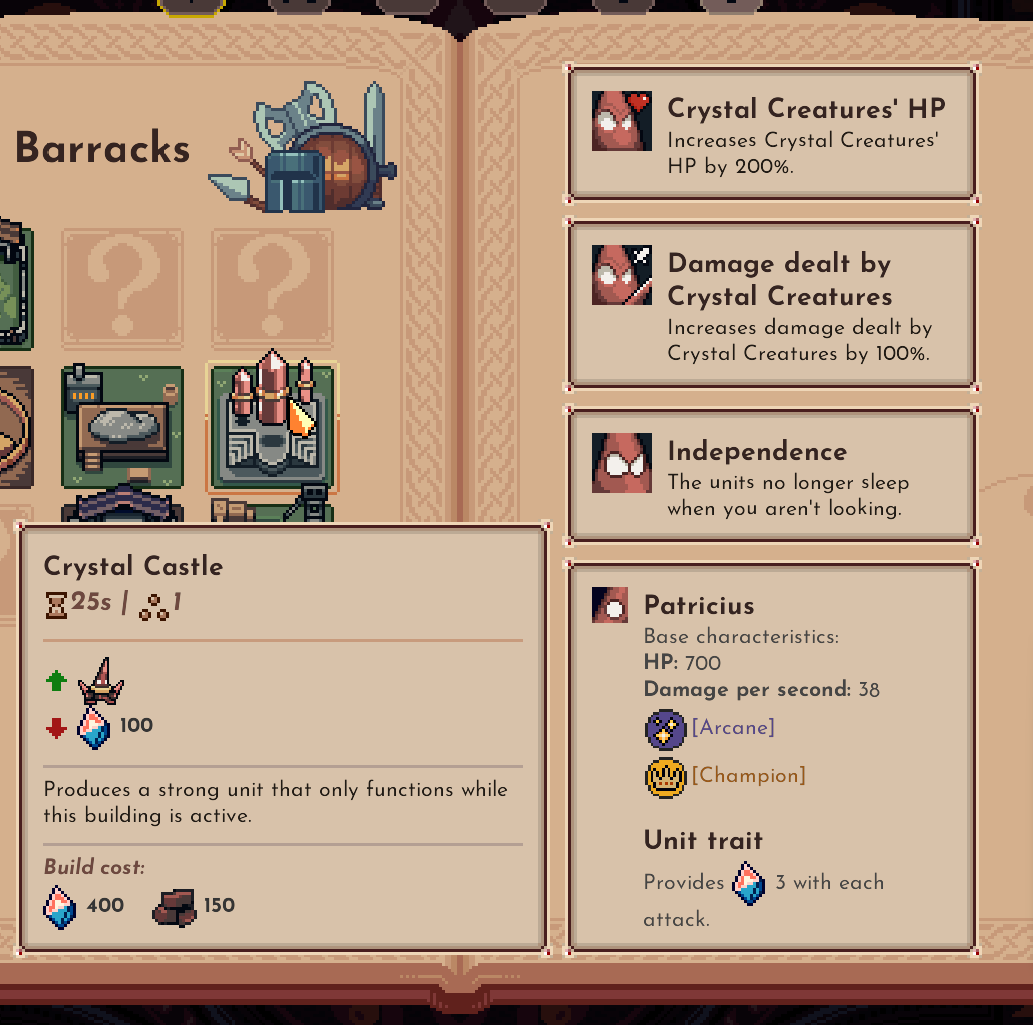 Barracks
?
?
Crystal Castle
25s | 1
100
Produces a strong unit that only functions while
this building is active.
Build cost:
400 150
Crystal Creatures' HP
Increases Crystal Creatures'
HP by 200%.
Damage dealt by
Crystal Creatures
Increases damage dealt by
Crystal Creatures by 100%.
Independence
The units no longer sleep
when you aren't looking.
Patricius
Base characteristics:
HP: 700
Damage per second: 38
[Arcane]
[Champion]
Unit trait
Provides 3 with each
attack.